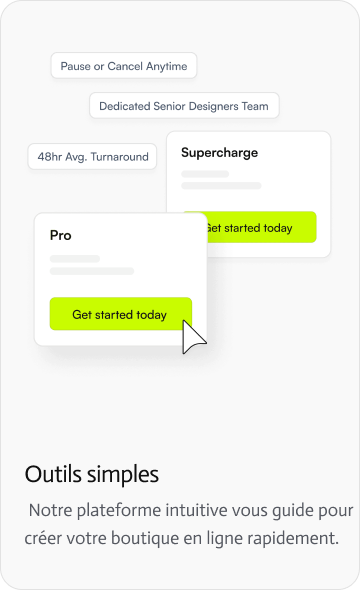 Pause or Cancel Anytime
Dedicated Senior Designers Team
48hr Avg. Turnaround
Supercharge
Get started today
Pro
Get started today
Outils simples
Notre plateforme intuitive vous guide pour
créer votre boutique en ligne rapidement.